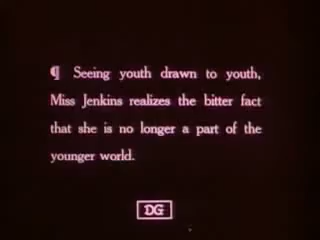 ¶ Seeing youth drawn to youth,
Miss Jenkins realizes the bitter fact
that she is no longer a part of the
younger world.
DG